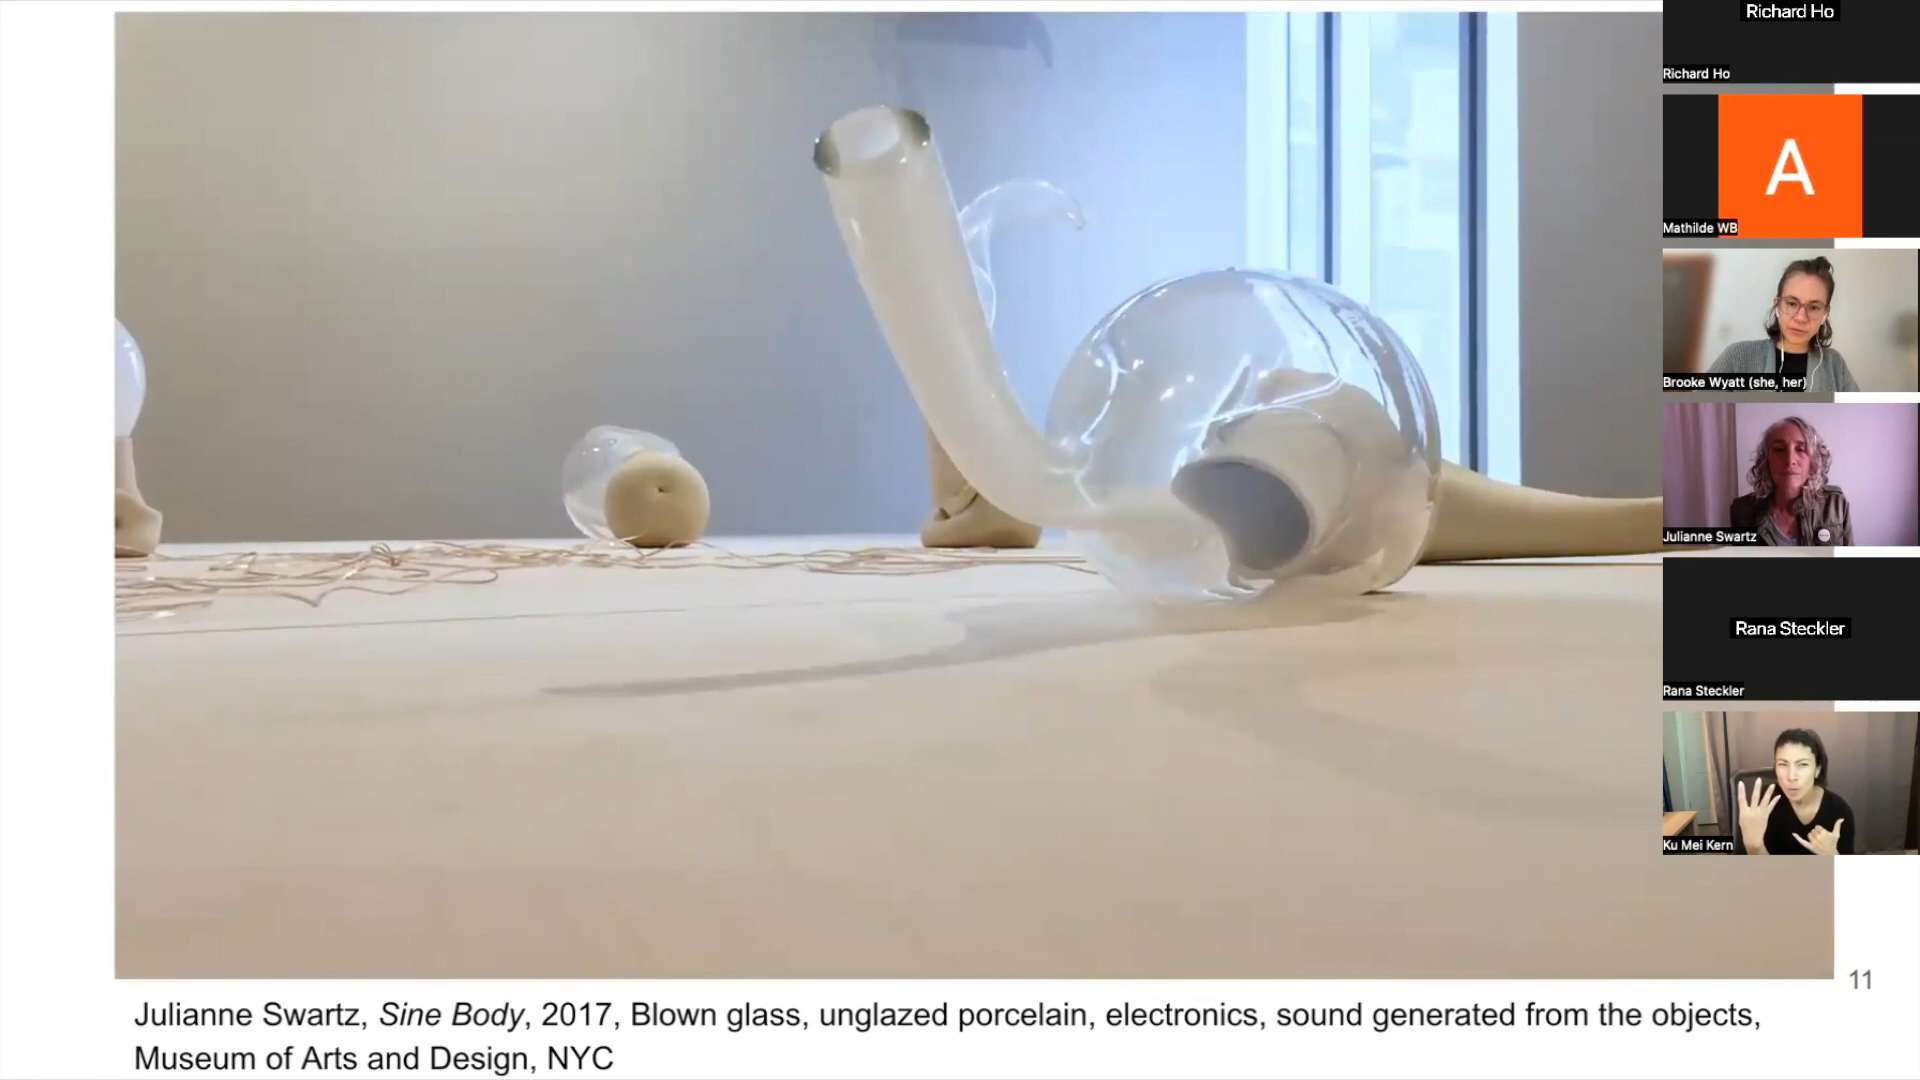 Richard Ho
Richard Ho
A
Mathilde WB
Brooke Wyatt (she, her)
Julianne Swartz
Rana Steckler
Rana Steckler
Ku Mei Kern
11
Julianne Swartz, Sine Body, 2017, Blown glass, unglazed porcelain, electronics, sound generated from the objects,
Museum of Arts and Design, NYC